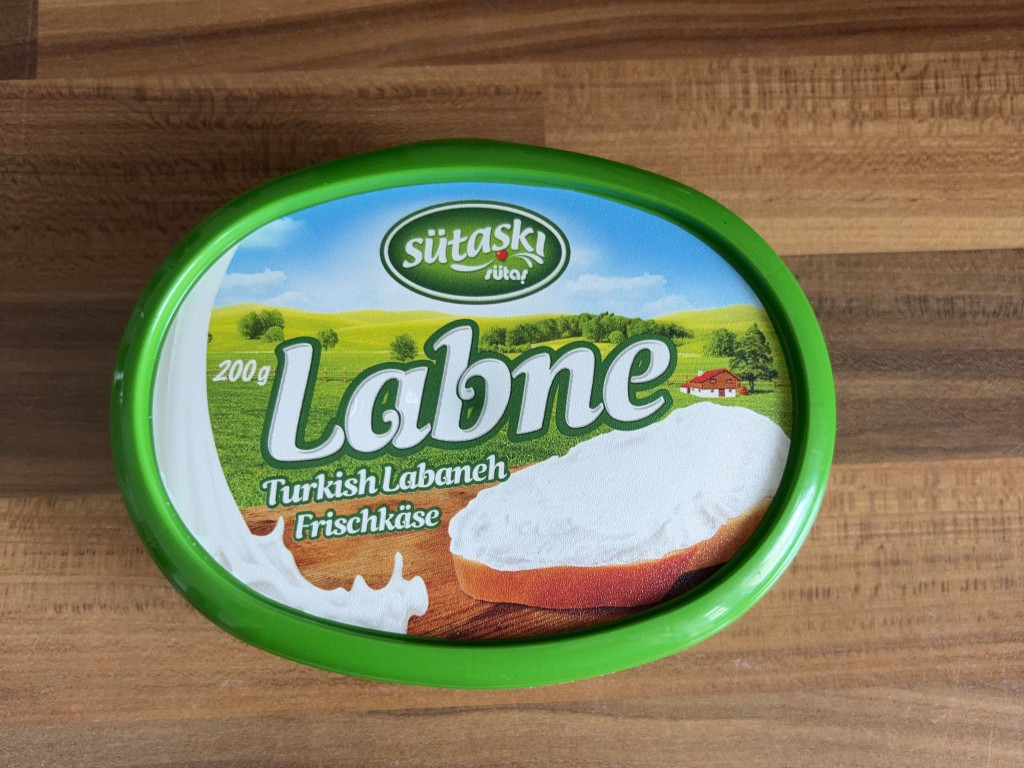 sütaşkı
sütaş
200g
Labne
Turkish Labaneh
Frischkäse